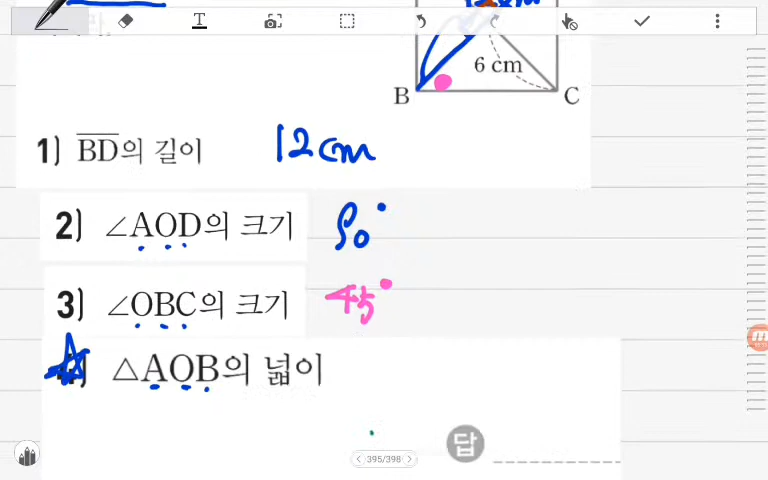 6 cm
B
C
1) BD의 길이 12cm
2) ∠AOD의 크기 90°
3) ∠OBC의 크기 45°
△AOB의 넓이
395/398
답